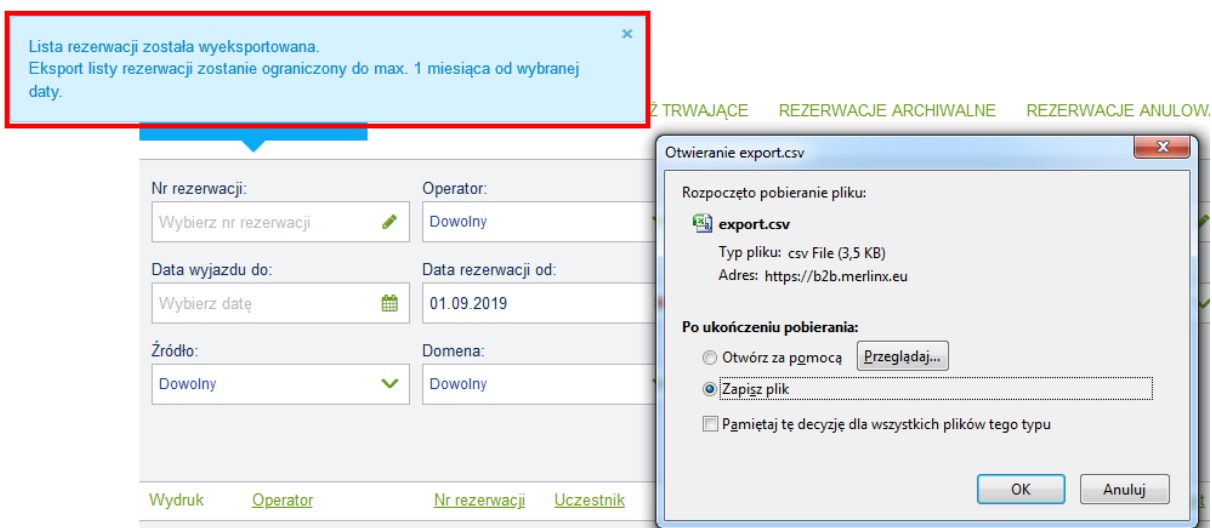 Lista rezerwacji została wyeksportowana.
Eksport listy rezerwacji zostanie ograniczony do max. 1 miesiąca od wybranej
daty.
Ż TRWAJĄCE REZERWACJE ARCHIWALNE REZERWACJE ANULOWA
Nr rezerwacji:
Wybierz nr rezerwacji
Operator:
Dowolny
Data wyjazdu do:
Wybierz datę
Data rezerwacji od:
01.09.2019
Źródło:
Dowolny
Domena:
Dowolny
Wydruk Operator Nr rezerwacji Uczestnik
Otwieranie export.csv
Rozpoczęto pobieranie pliku:
export.csv
Typ pliku: csv File (3,5 KB)
Adres: https://b2b.merlinx.eu
Po ukończeniu pobierania:
Otwórz za pomocą Przeglądaj...
Zapisz plik
Pamiętaj tę decyzję dla wszystkich plików tego typu
OK Anuluj